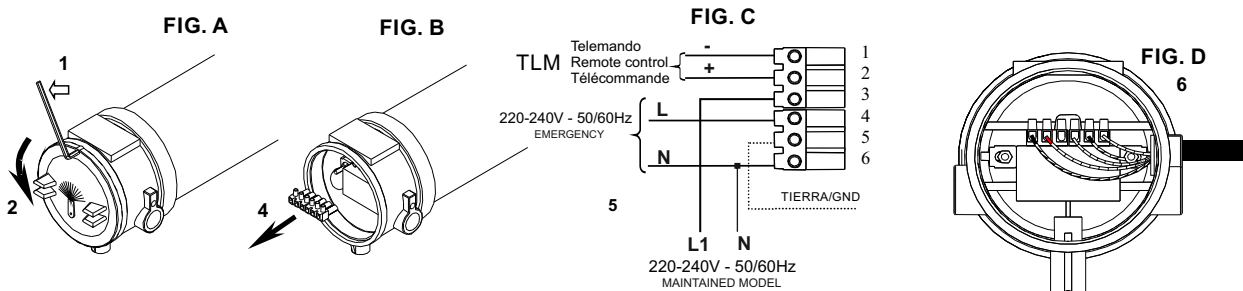 FIG. A
1
2
FIG. B
4
FIG. C
TLM
Telemando
Remote control
Télécommande
-
+
1
2
3
4
5
6
220-240V - 50/60Hz
EMERGENCY
L
N
5
TIERRA/GND
L1 N
220-240V - 50/60Hz
MAINTAINED MODEL
FIG. D
6